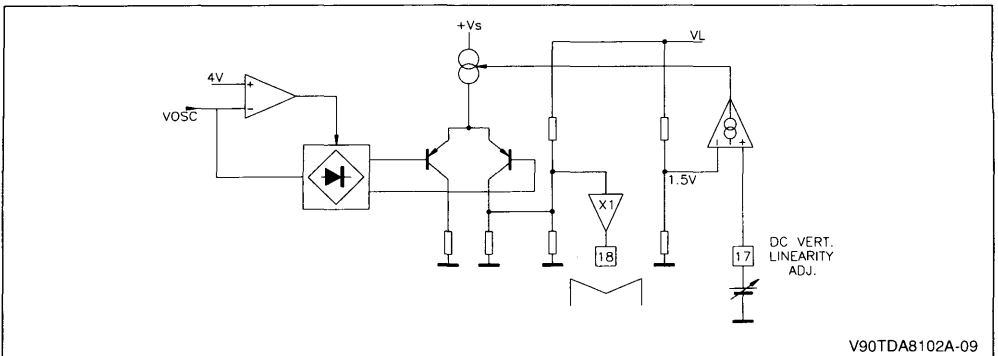 +Vs
VL
4V
VOSC
1.5V
X1
18
17
DC VERT.
LINEARITY
ADJ.
V90TDA8102A-09